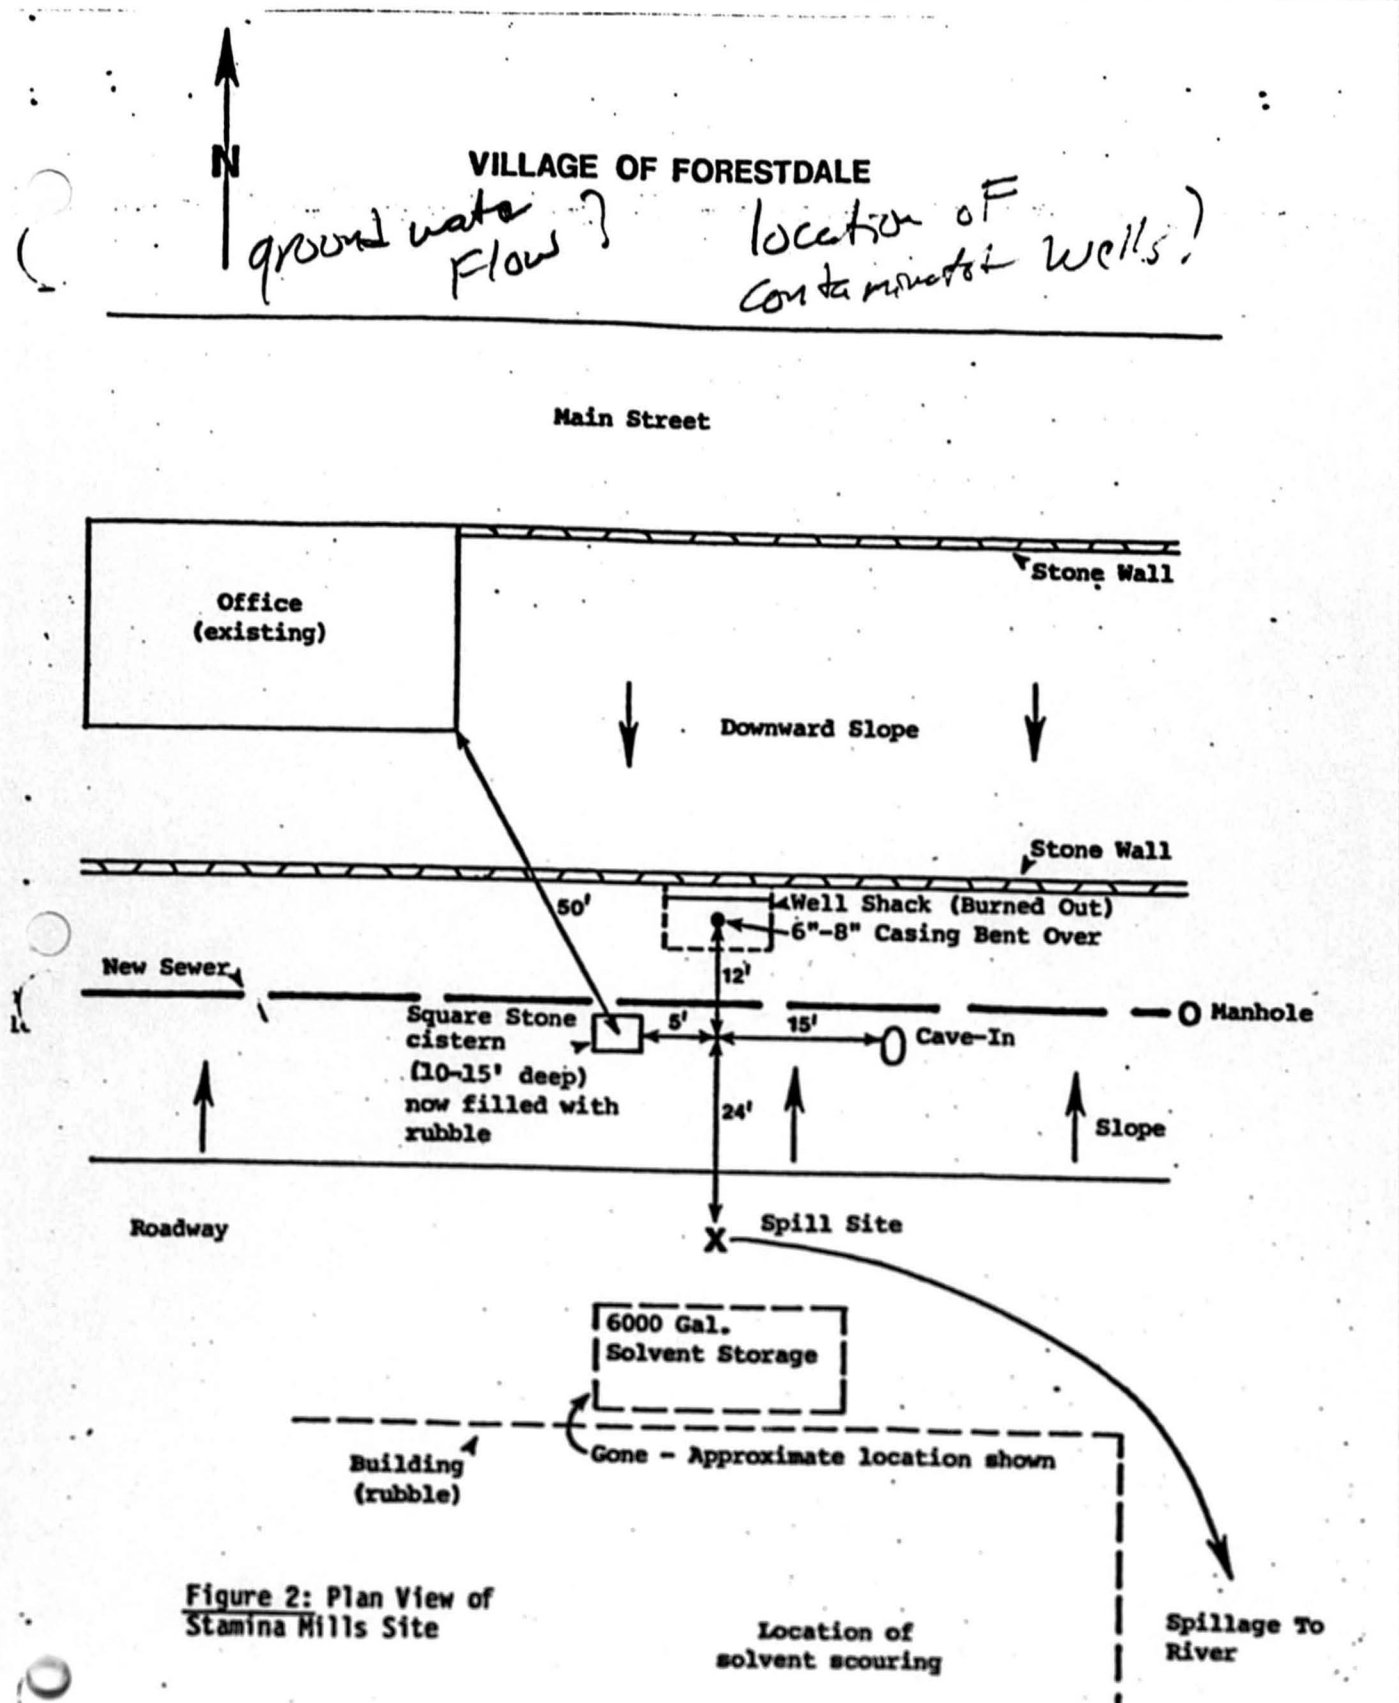 N
VILLAGE OF FORESTDALE
ground water
Flow?
location of
contaminated wells?
Main Street
Stone Wall
Office
(existing)
Downward Slope
Stone Wall
Well Shack (Burned Out)
6"-8" Casing Bent Over
50'
12'
New Sewer
Manhole
Square Stone
cistern
(10-15' deep)
now filled with
rubble
5'
15'
Cave-In
24'
Slope
Roadway
X
Spill Site
6000 Gal.
Solvent Storage
Gone - Approximate location shown
Building
(rubble)
Figure 2: Plan View of
Stamina Mills Site
Location of
solvent scouring
Spillage To
River